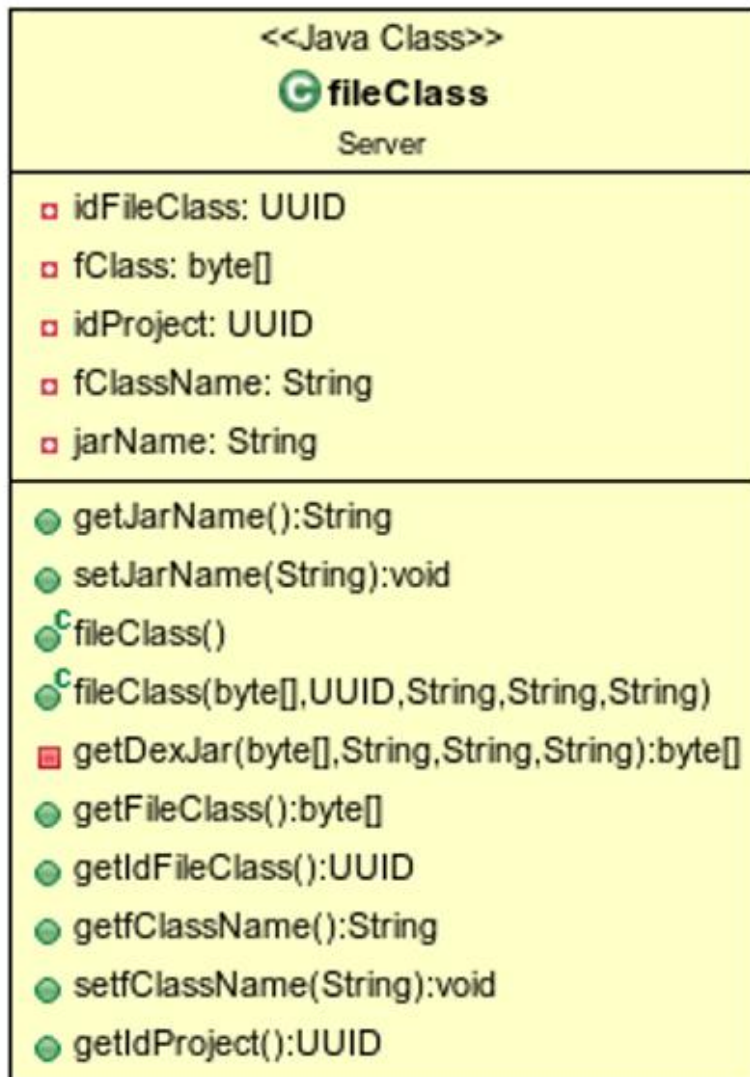 <<Java Class>>
C fileClass
Server
idFileClass: UUID
fClass: byte[]
idProject: UUID
fClassName: String
jarName: String
getJarName():String
setJarName(String):void
C fileClass()
C fileClass(byte[],UUID,String,String,String)
getDexJar(byte[],String,String,String):byte[]
getFileClass():byte[]
getIdFileClass():UUID
getfClassName():String
setfClassName(String):void
getIdProject():UUID